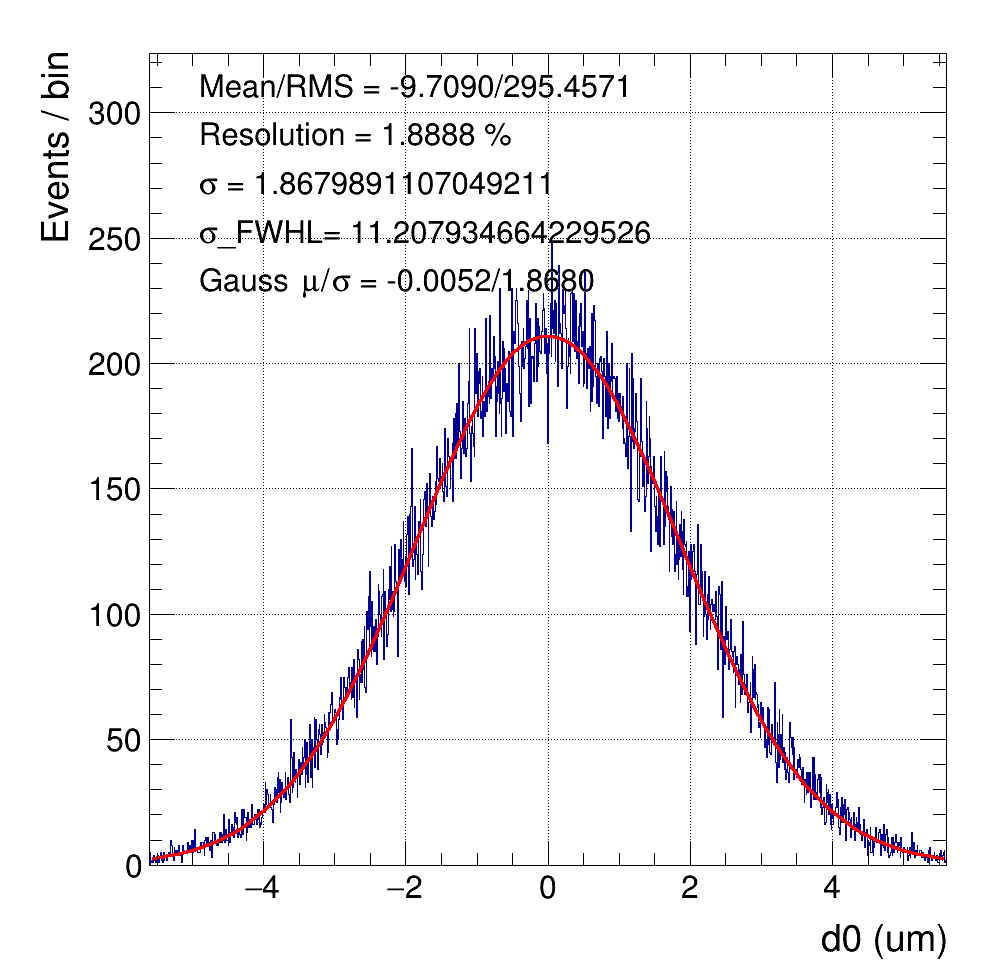 Events / bin
Mean/RMS = -9.7090/295.4571
Resolution = 1.8888 %
σ = 1.8679891107049211
σ_FWHL= 11.207934664229526
Gauss μ/σ = -0.0052/1.8680
300
250
200
150
100
50
0
−4 −2 0 2 4
d0 (um)